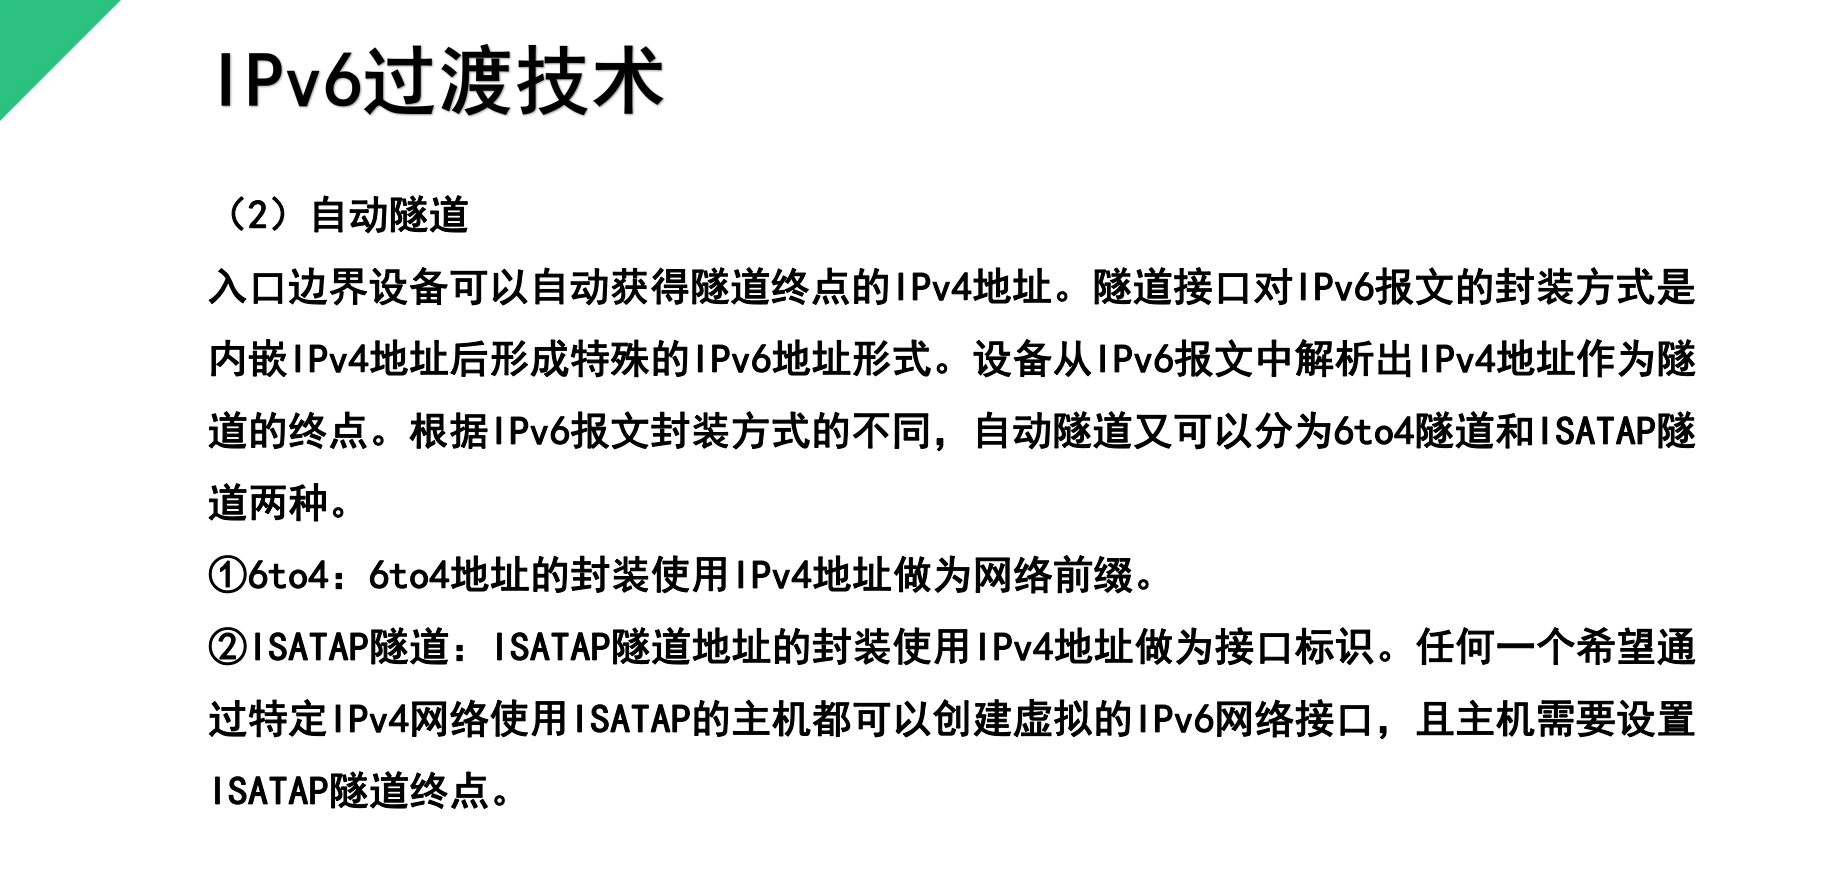 IPv6过渡技术
（2）自动隧道
入口边界设备可以自动获得隧道终点的IPv4地址。隧道接口对IPv6报文的封装方式是
内嵌IPv4地址后形成特殊的IPv6地址形式。设备从IPv6报文中解析出IPv4地址作为隧
道的终点。根据IPv6报文封装方式的不同，自动隧道又可以分为6to4隧道和ISATAP隧
道两种。
①6to4：6to4地址的封装使用IPv4地址做为网络前缀。
②ISATAP隧道：ISATAP隧道地址的封装使用IPv4地址做为接口标识。任何一个希望通
过特定IPv4网络使用ISATAP的主机都可以创建虚拟的IPv6网络接口，且主机需要设置
ISATAP隧道终点。